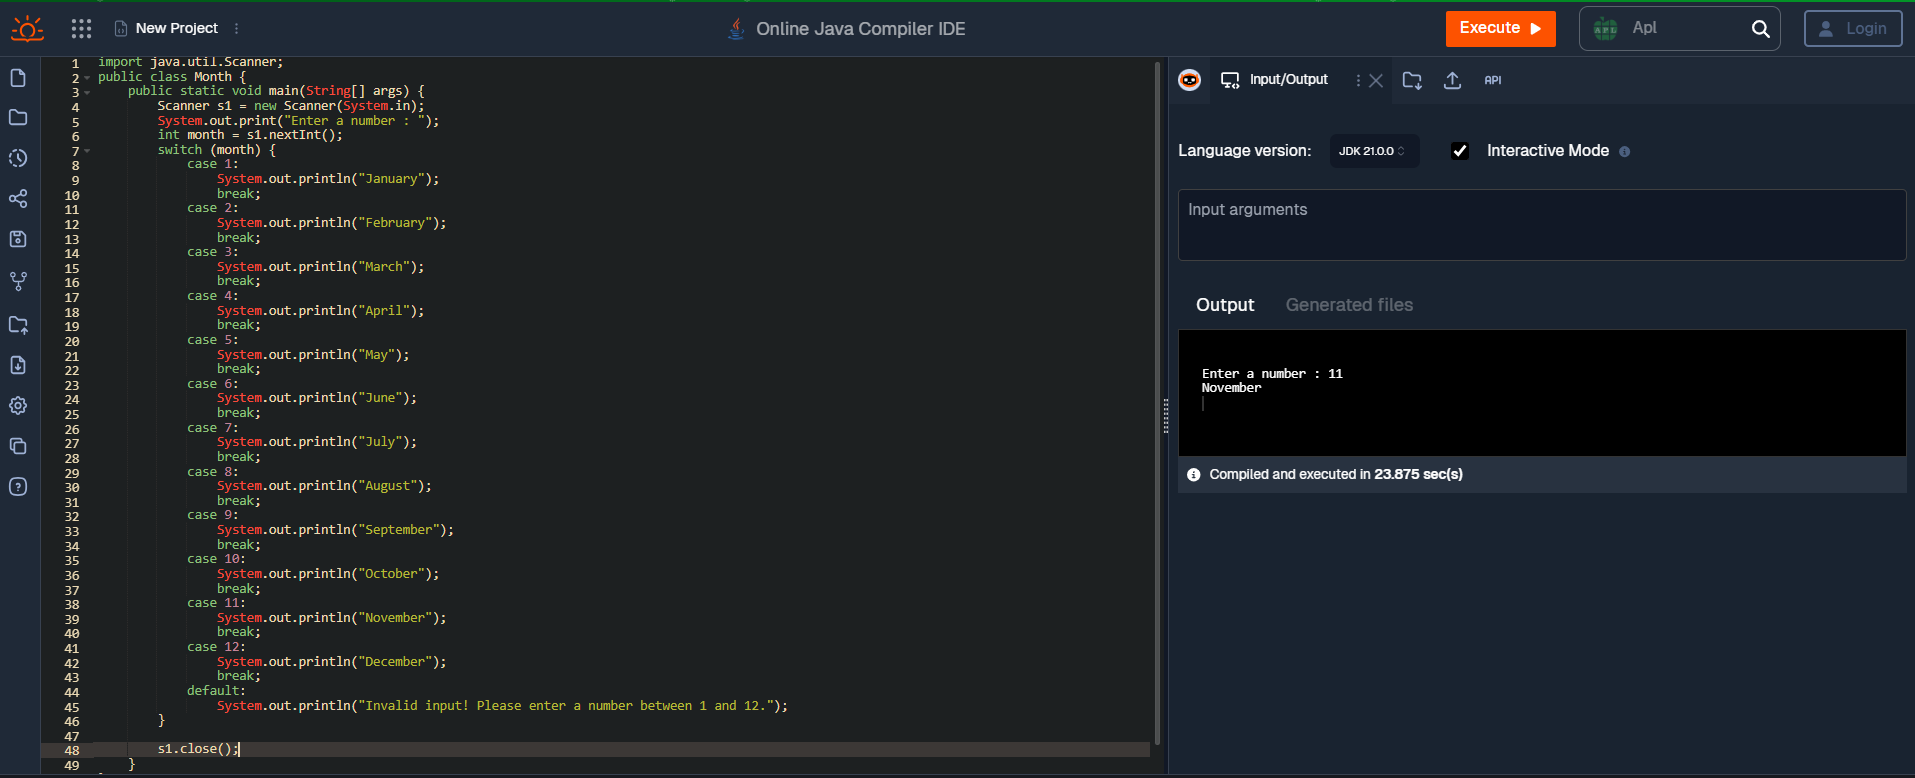 New Project
Online Java Compiler IDE
Execute
Apl
Login
1 import java.util.Scanner;
2 public class Month {
3 public static void main(String[] args) {
4 Scanner s1 = new Scanner(System.in);
5 System.out.print("Enter a number : ");
6 int month = s1.nextInt();
7 switch (month) {
8 case 1:
9 System.out.println("January");
10 break;
11 case 2:
12 System.out.println("February");
13 break;
14 case 3:
15 System.out.println("March");
16 break;
17 case 4:
18 System.out.println("April");
19 break;
20 case 5:
21 System.out.println("May");
22 break;
23 case 6:
24 System.out.println("June");
25 break;
26 case 7:
27 System.out.println("July");
28 break;
29 case 8:
30 System.out.println("August");
31 break;
32 case 9:
33 System.out.println("September");
34 break;
35 case 10:
36 System.out.println("October");
37 break;
38 case 11:
39 System.out.println("November");
40 break;
41 case 12:
42 System.out.println("December");
43 break;
44 default:
45 System.out.println("Invalid input! Please enter a number between 1 and 12.");
46 }
47
48 s1.close();
49 }
Input/Output
API
Language version:
JDK 21.0.0
Interactive Mode
Input arguments
Output
Generated files
Enter a number : 11
November
Compiled and executed in 23.875 sec(s)